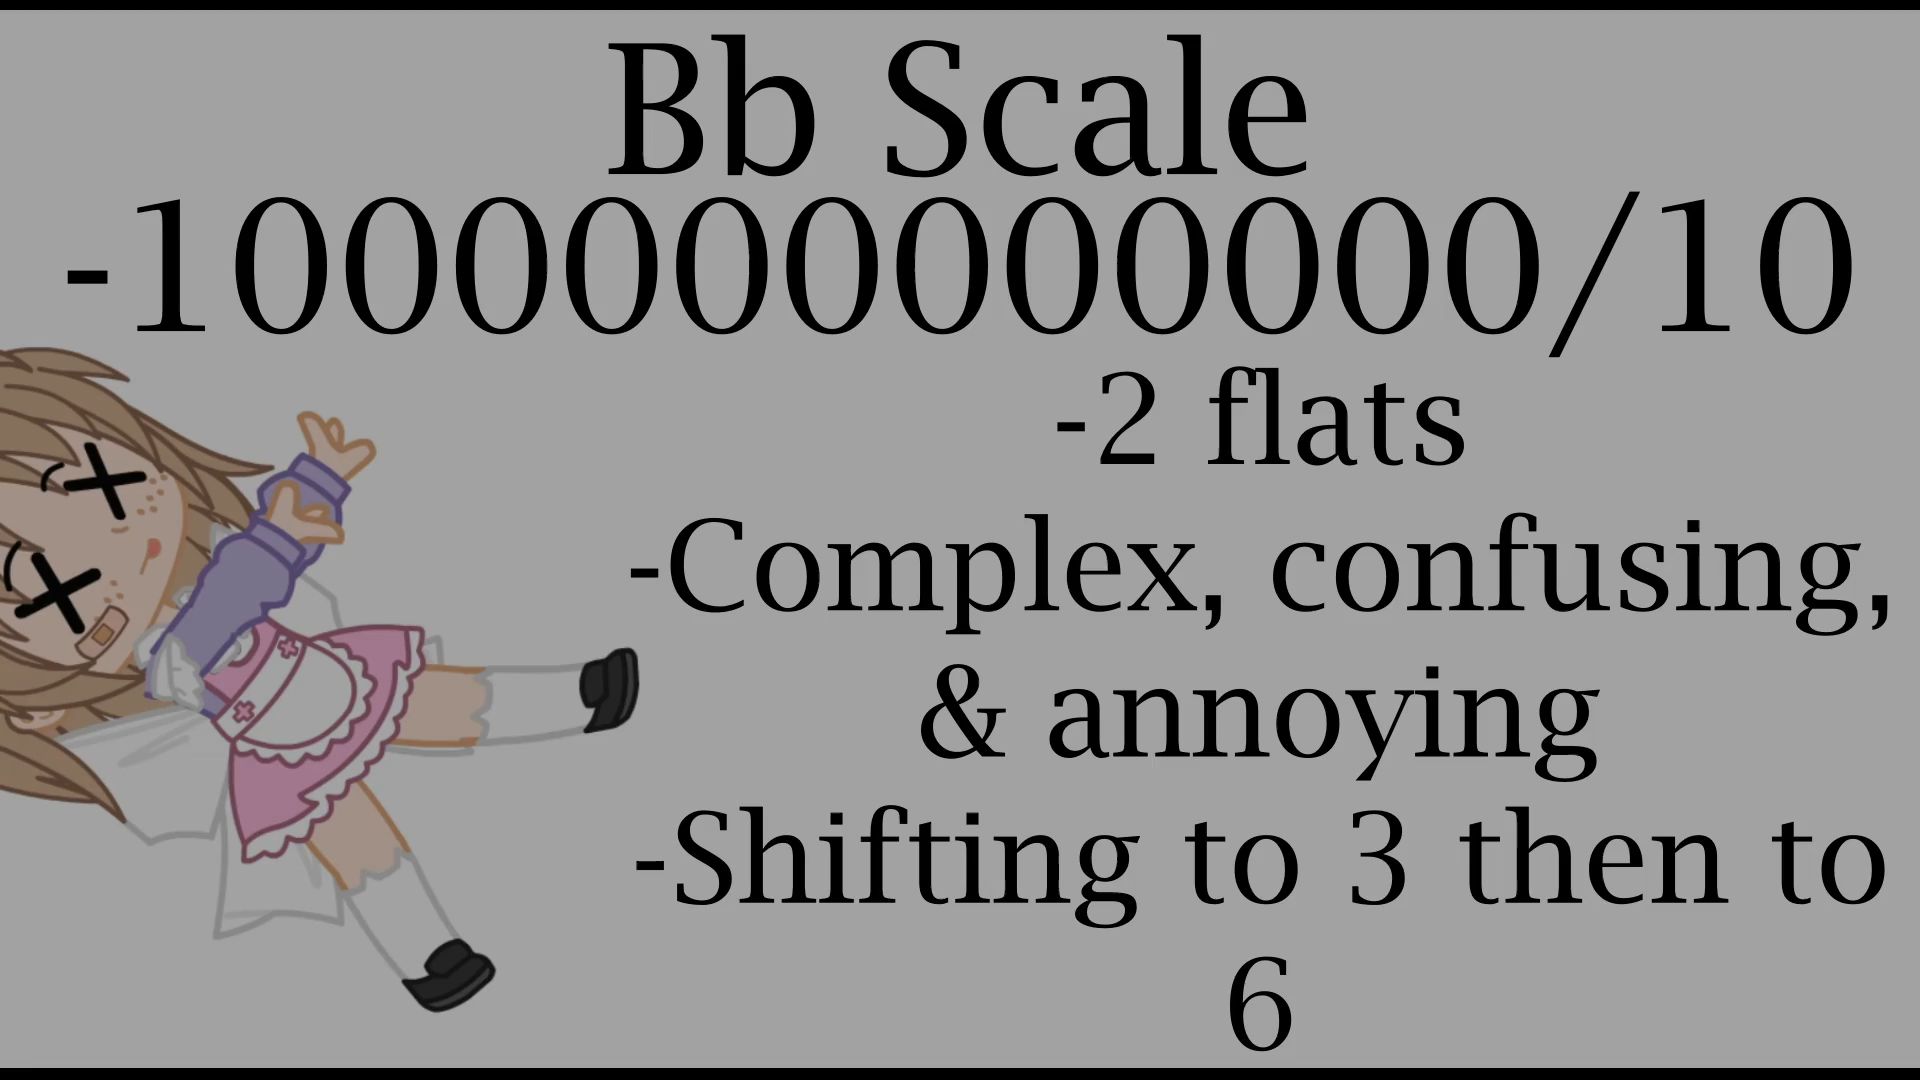 Bb Scale
-1000000000000/10
-2 flats
-Complex, confusing,
& annoying
-Shifting to 3 then to
6